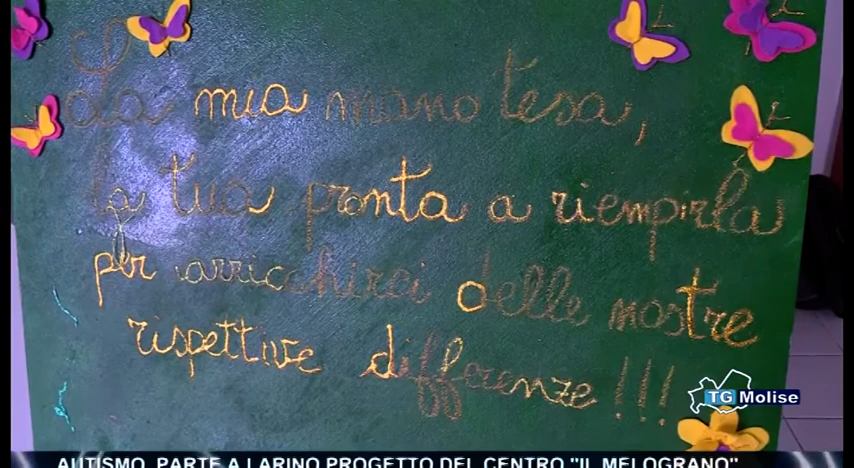 La mia mano tesa,
la tua pronta a riempirla
per iarricchirci delle nostre
rispettive differenze !!!
TG Molise
AUTISMO, PARTE A LARINO PROGETTO DEL CENTRO "IL MELOGRANO"